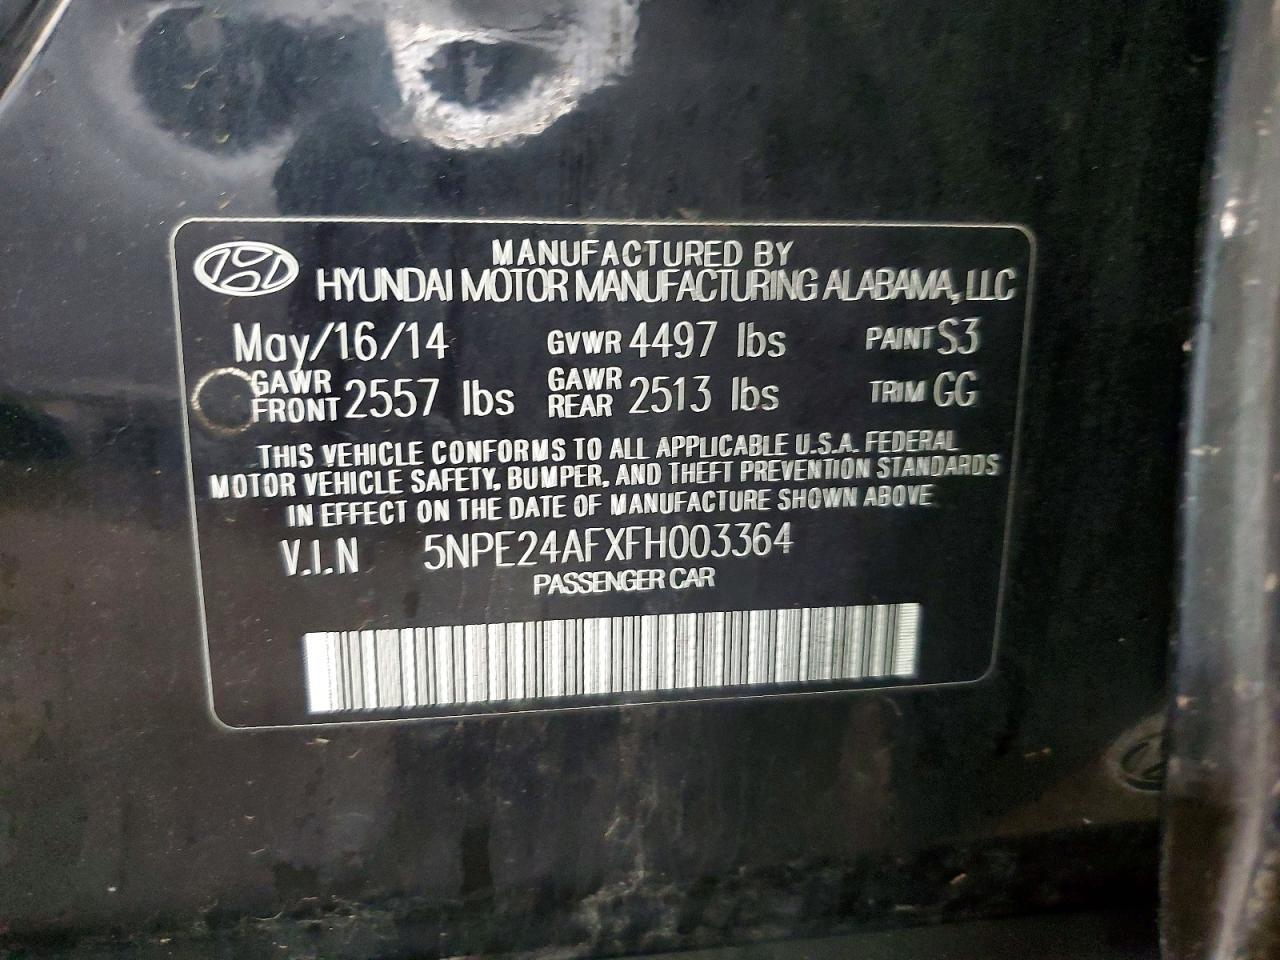 MANUFACTURED BY
HYUNDAI MOTOR MANUFACTURING ALABAMA, LLC
May/16/14 GVWR 4497 lbs PAINT S3
GAWR FRONT 2557 lbs GAWR REAR 2513 lbs TRIM GG
THIS VEHICLE CONFORMS TO ALL APPLICABLE U.S.A. FEDERAL
MOTOR VEHICLE SAFETY, BUMPER, AND THEFT PREVENTION STANDARDS
IN EFFECT ON THE DATE OF MANUFACTURE SHOWN ABOVE
V.I.N 5NPE24AFXFH003364
PASSENGER CAR